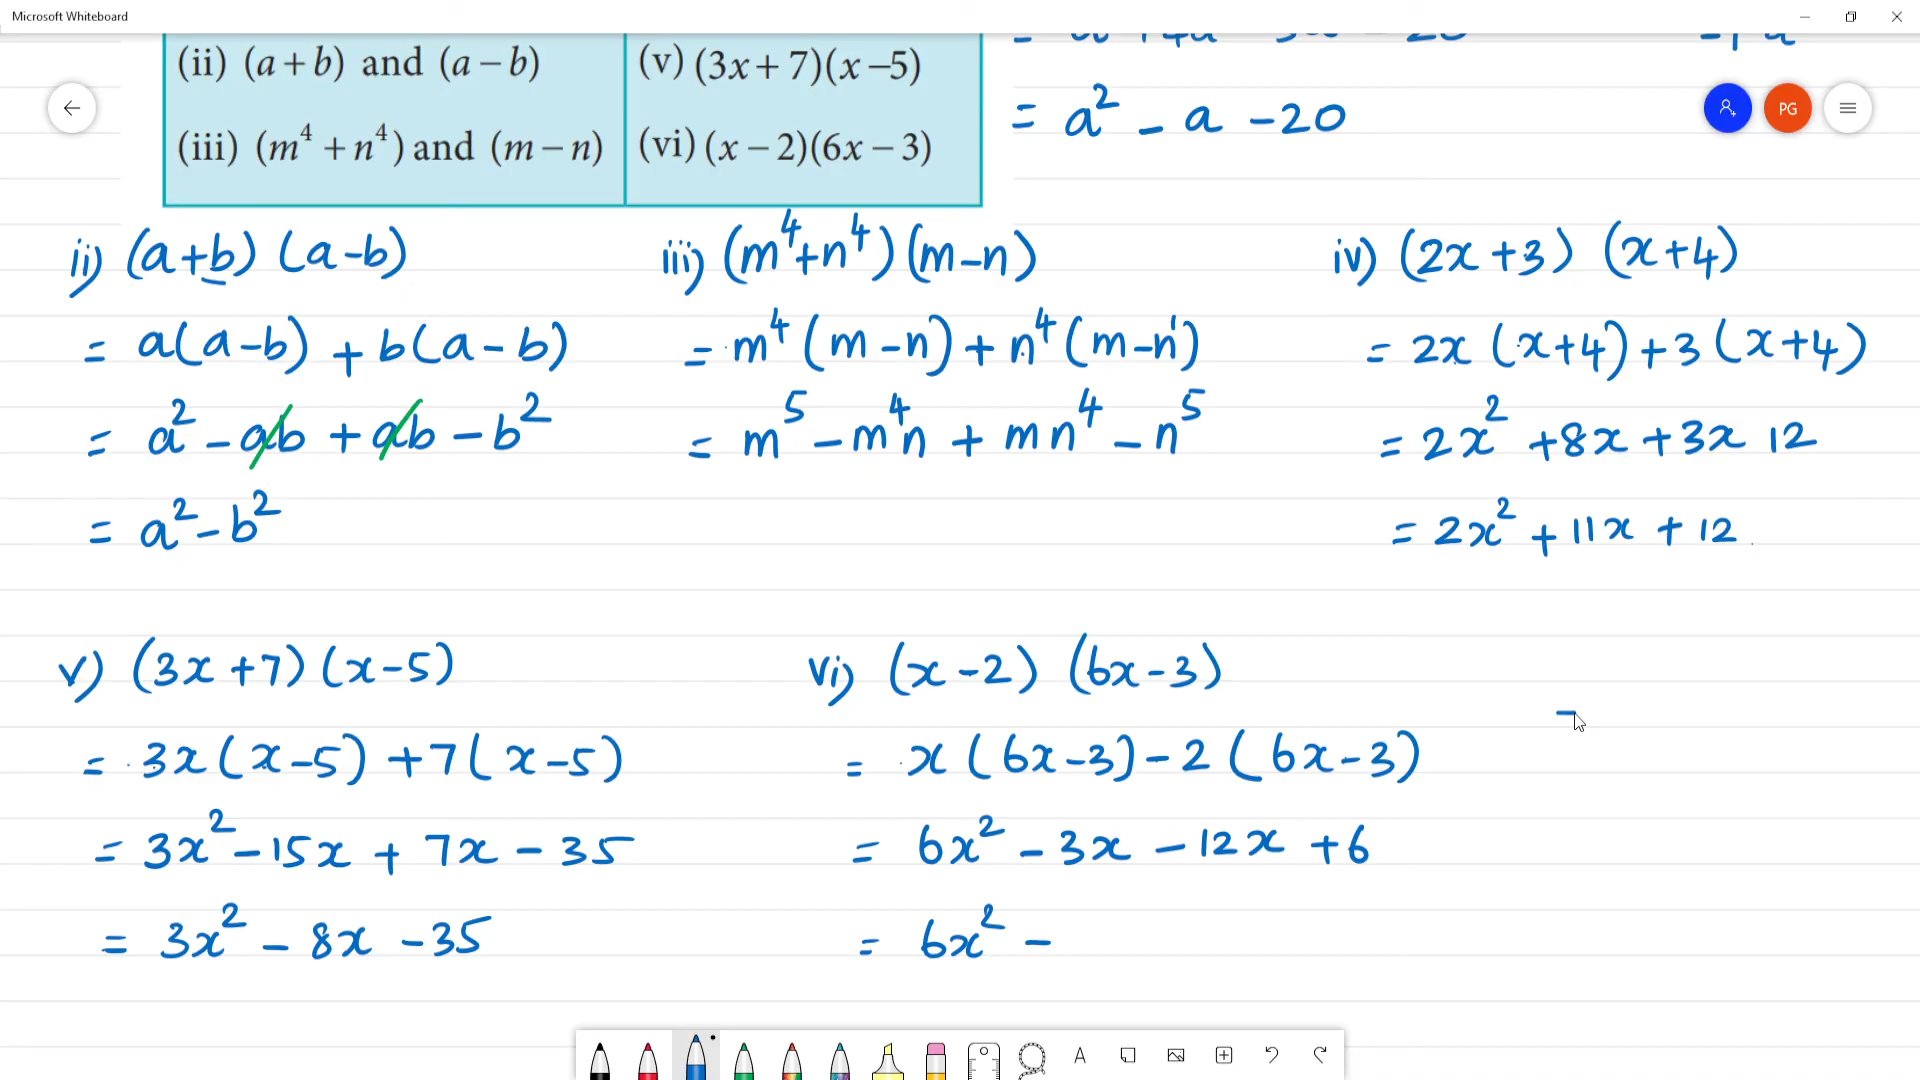 Microsoft Whiteboard
(ii) (a + b) and (a − b)
(v) (3x + 7)(x − 5)
(iii) (m⁴ + n⁴) and (m − n)
(vi) (x − 2)(6x − 3)
= a² - a - 20
PG
ii) (a+b) (a-b)
= a(a-b) + b(a-b)
= a² - ab + ab - b²
= a² - b²
iii) (m⁴+n⁴)(m-n)
= m⁴(m-n) + n⁴(m-n)
= m⁵ - m⁴n + mn⁴ - n⁵
iv) (2x+3) (x+4)
= 2x (x+4) + 3 (x+4)
= 2x² + 8x + 3x 12
= 2x² + 11x + 12
v) (3x+7)(x-5)
= 3x(x-5) + 7(x-5)
= 3x² - 15x + 7x - 35
= 3x² - 8x - 35
vi) (x-2) (6x-3)
= x (6x-3) - 2 (6x-3)
= 6x² - 3x - 12x + 6
= 6x² -
A